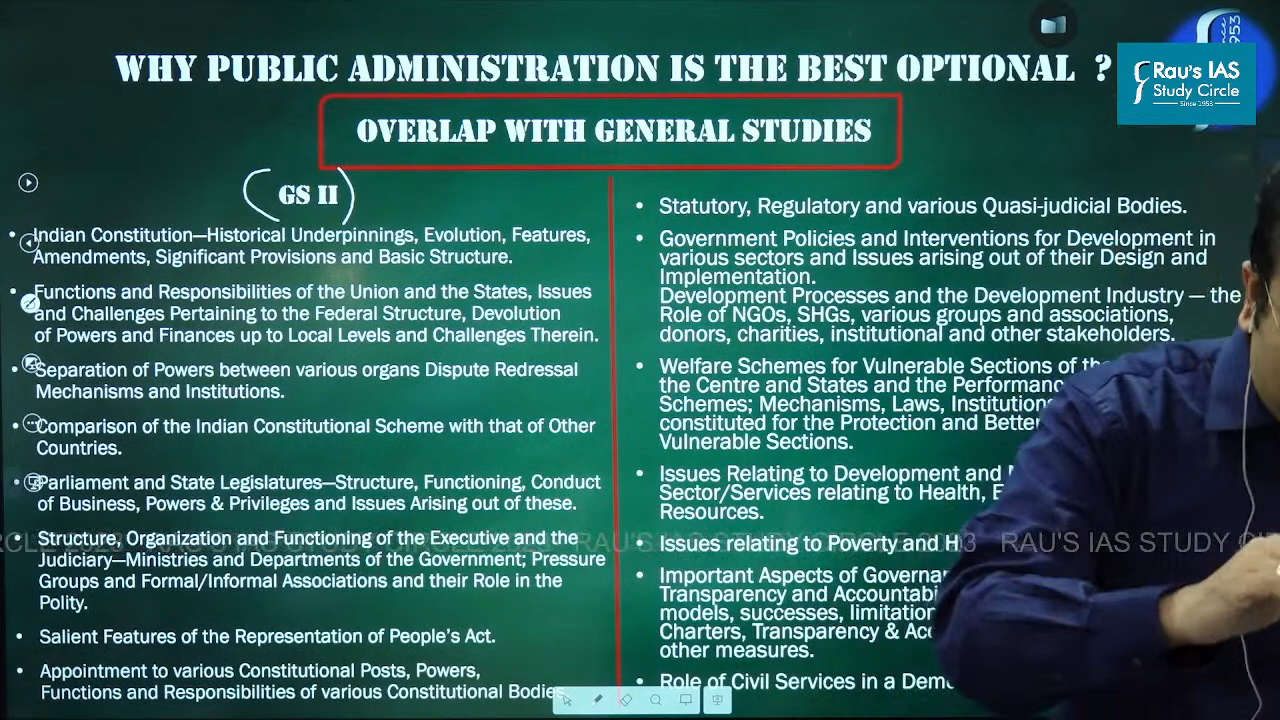 WHY PUBLIC ADMINISTRATION IS THE BEST OPTIONAL ?
Rau's IAS
Study Circle
Since 1953
1953
OVERLAP WITH GENERAL STUDIES
GS II
• Indian Constitution—Historical Underpinnings, Evolution, Features,
Amendments, Significant Provisions and Basic Structure.
• Functions and Responsibilities of the Union and the States, Issues
and Challenges Pertaining to the Federal Structure, Devolution
of Powers and Finances up to Local Levels and Challenges Therein.
• Separation of Powers between various organs Dispute Redressal
Mechanisms and Institutions.
• Comparison of the Indian Constitutional Scheme with that of Other
Countries.
• Parliament and State Legislatures—Structure, Functioning, Conduct
of Business, Powers & Privileges and Issues Arising out of these.
• Structure, Organization and Functioning of the Executive and the
Judiciary—Ministries and Departments of the Government; Pressure
Groups and Formal/Informal Associations and their Role in the
Polity.
• Salient Features of the Representation of People's Act.
• Appointment to various Constitutional Posts, Powers,
Functions and Responsibilities of various Constitutional Bodies.
• Statutory, Regulatory and various Quasi-judicial Bodies.
• Government Policies and Interventions for Development in
various sectors and Issues arising out of their Design and
Implementation.
Development Processes and the Development Industry — the
Role of NGOs, SHGs, various groups and associations,
donors, charities, institutional and other stakeholders.
• Welfare Schemes for Vulnerable Sections of the
the Centre and States and the
Schemes; Mechanisms, Laws,
constituted for the Protection and
Vulnerable Sections.
• Issues Relating to Development and
Sector/Services relating to Health,
Resources.
• Issues relating to Poverty and
• Important Aspects of
Transparency and
models, successes,
Charters, Transparency &
other measures.
• Role of Civil Services in a
RAU'S IAS STUDY